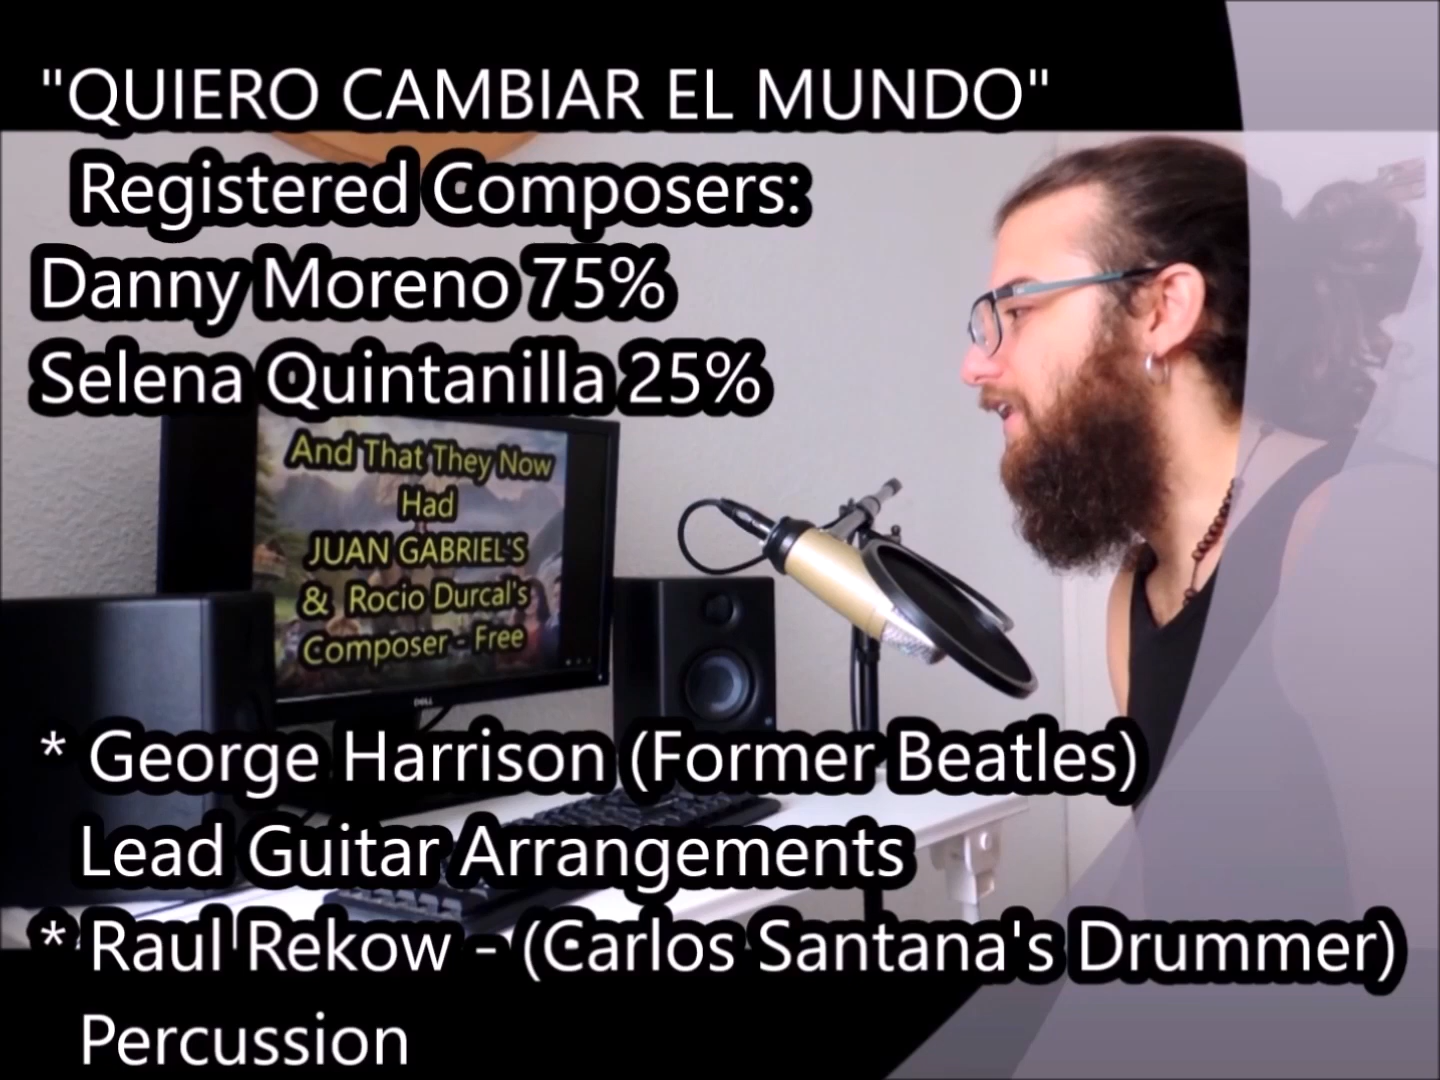 "QUIERO CAMBIAR EL MUNDO"
Registered Composers:
Danny Moreno 75%
Selena Quintanilla 25%
And That They Now
Had
JUAN GABRIEL'S
& Rocio Durcal's
Composer - Free
DELL
* George Harrison (Former Beatles)
Lead Guitar Arrangements
* Raul Rekow - (Carlos Santana's Drummer)
Percussion